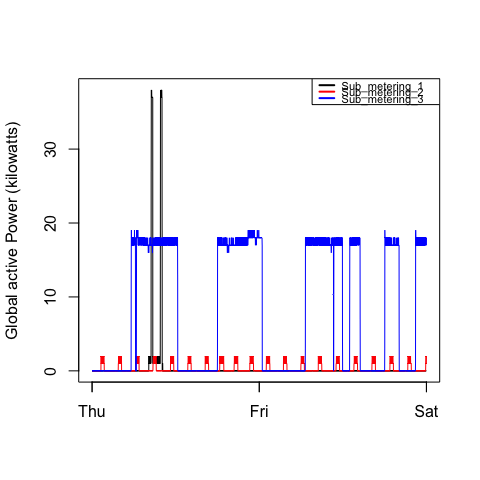 Sub_metering_1
Sub_metering_2
Sub_metering_3
Global active Power (kilowatts)
30
20
10
0
Thu Fri Sat